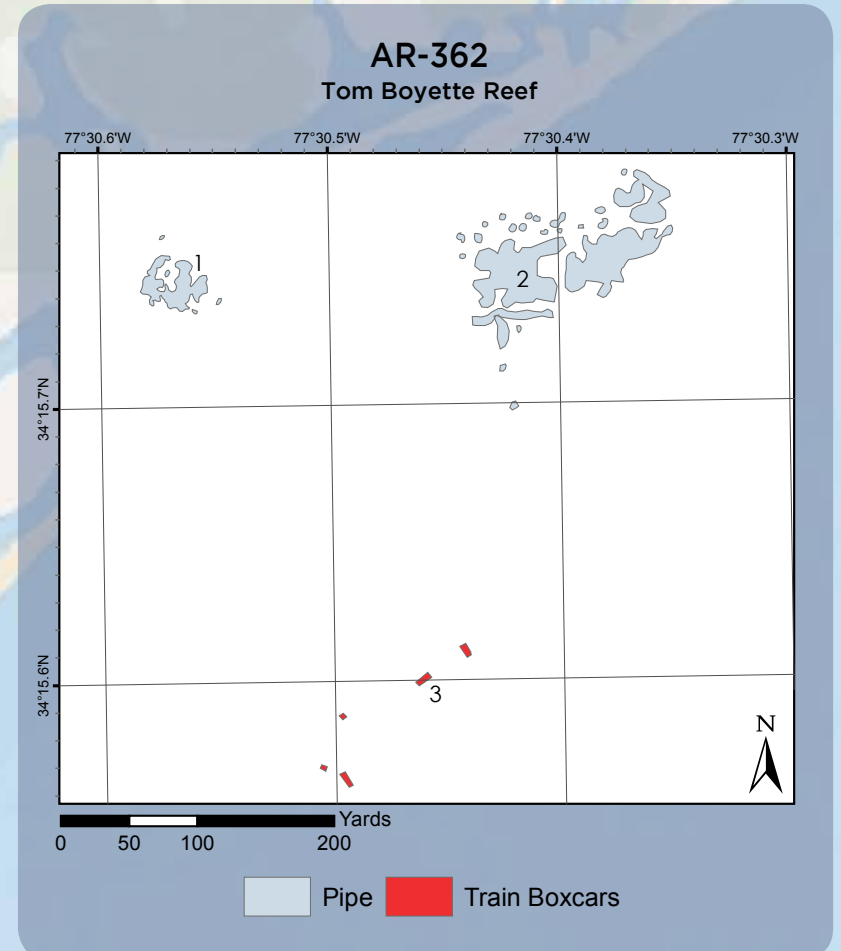 AR-362
Tom Boyette Reef
77°30.6'W 77°30.5'W 77°30.4'W 77°30.3'W
1
2
34°15.7'N
34°15.6'N
3
N
Yards
0 50 100 200
Pipe Train Boxcars